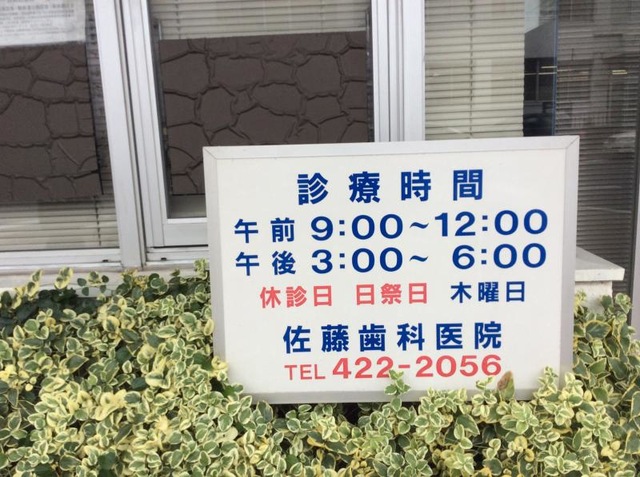 診療時間
午前 9:00～12:00
午後 3:00～ 6:00
休診日 日祭日 木曜日
佐藤歯科医院
TEL 422-2056